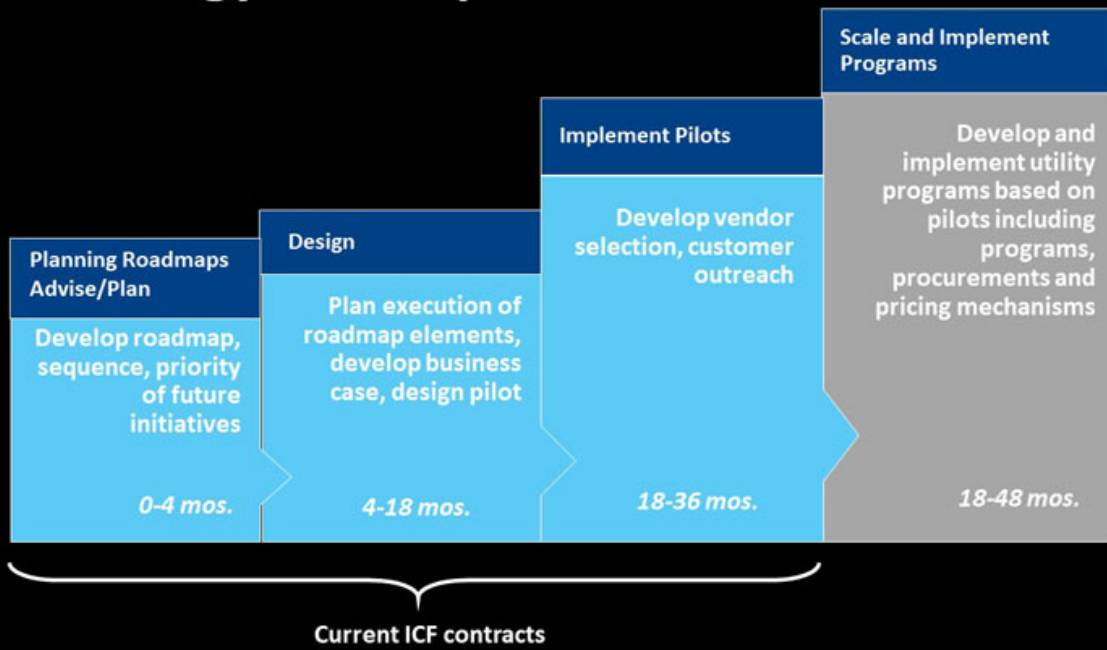 Planning Roadmaps
Advise/Plan
Develop roadmap,
sequence, priority
of future
initiatives
0-4 mos.
Design
Plan execution of
roadmap elements,
develop business
case, design pilot
4-18 mos.
Implement Pilots
Develop vendor
selection, customer
outreach
18-36 mos.
Scale and Implement
Programs
Develop and
implement utility
programs based on
pilots including
programs,
procurements and
pricing mechanisms
18-48 mos.
Current ICF contracts